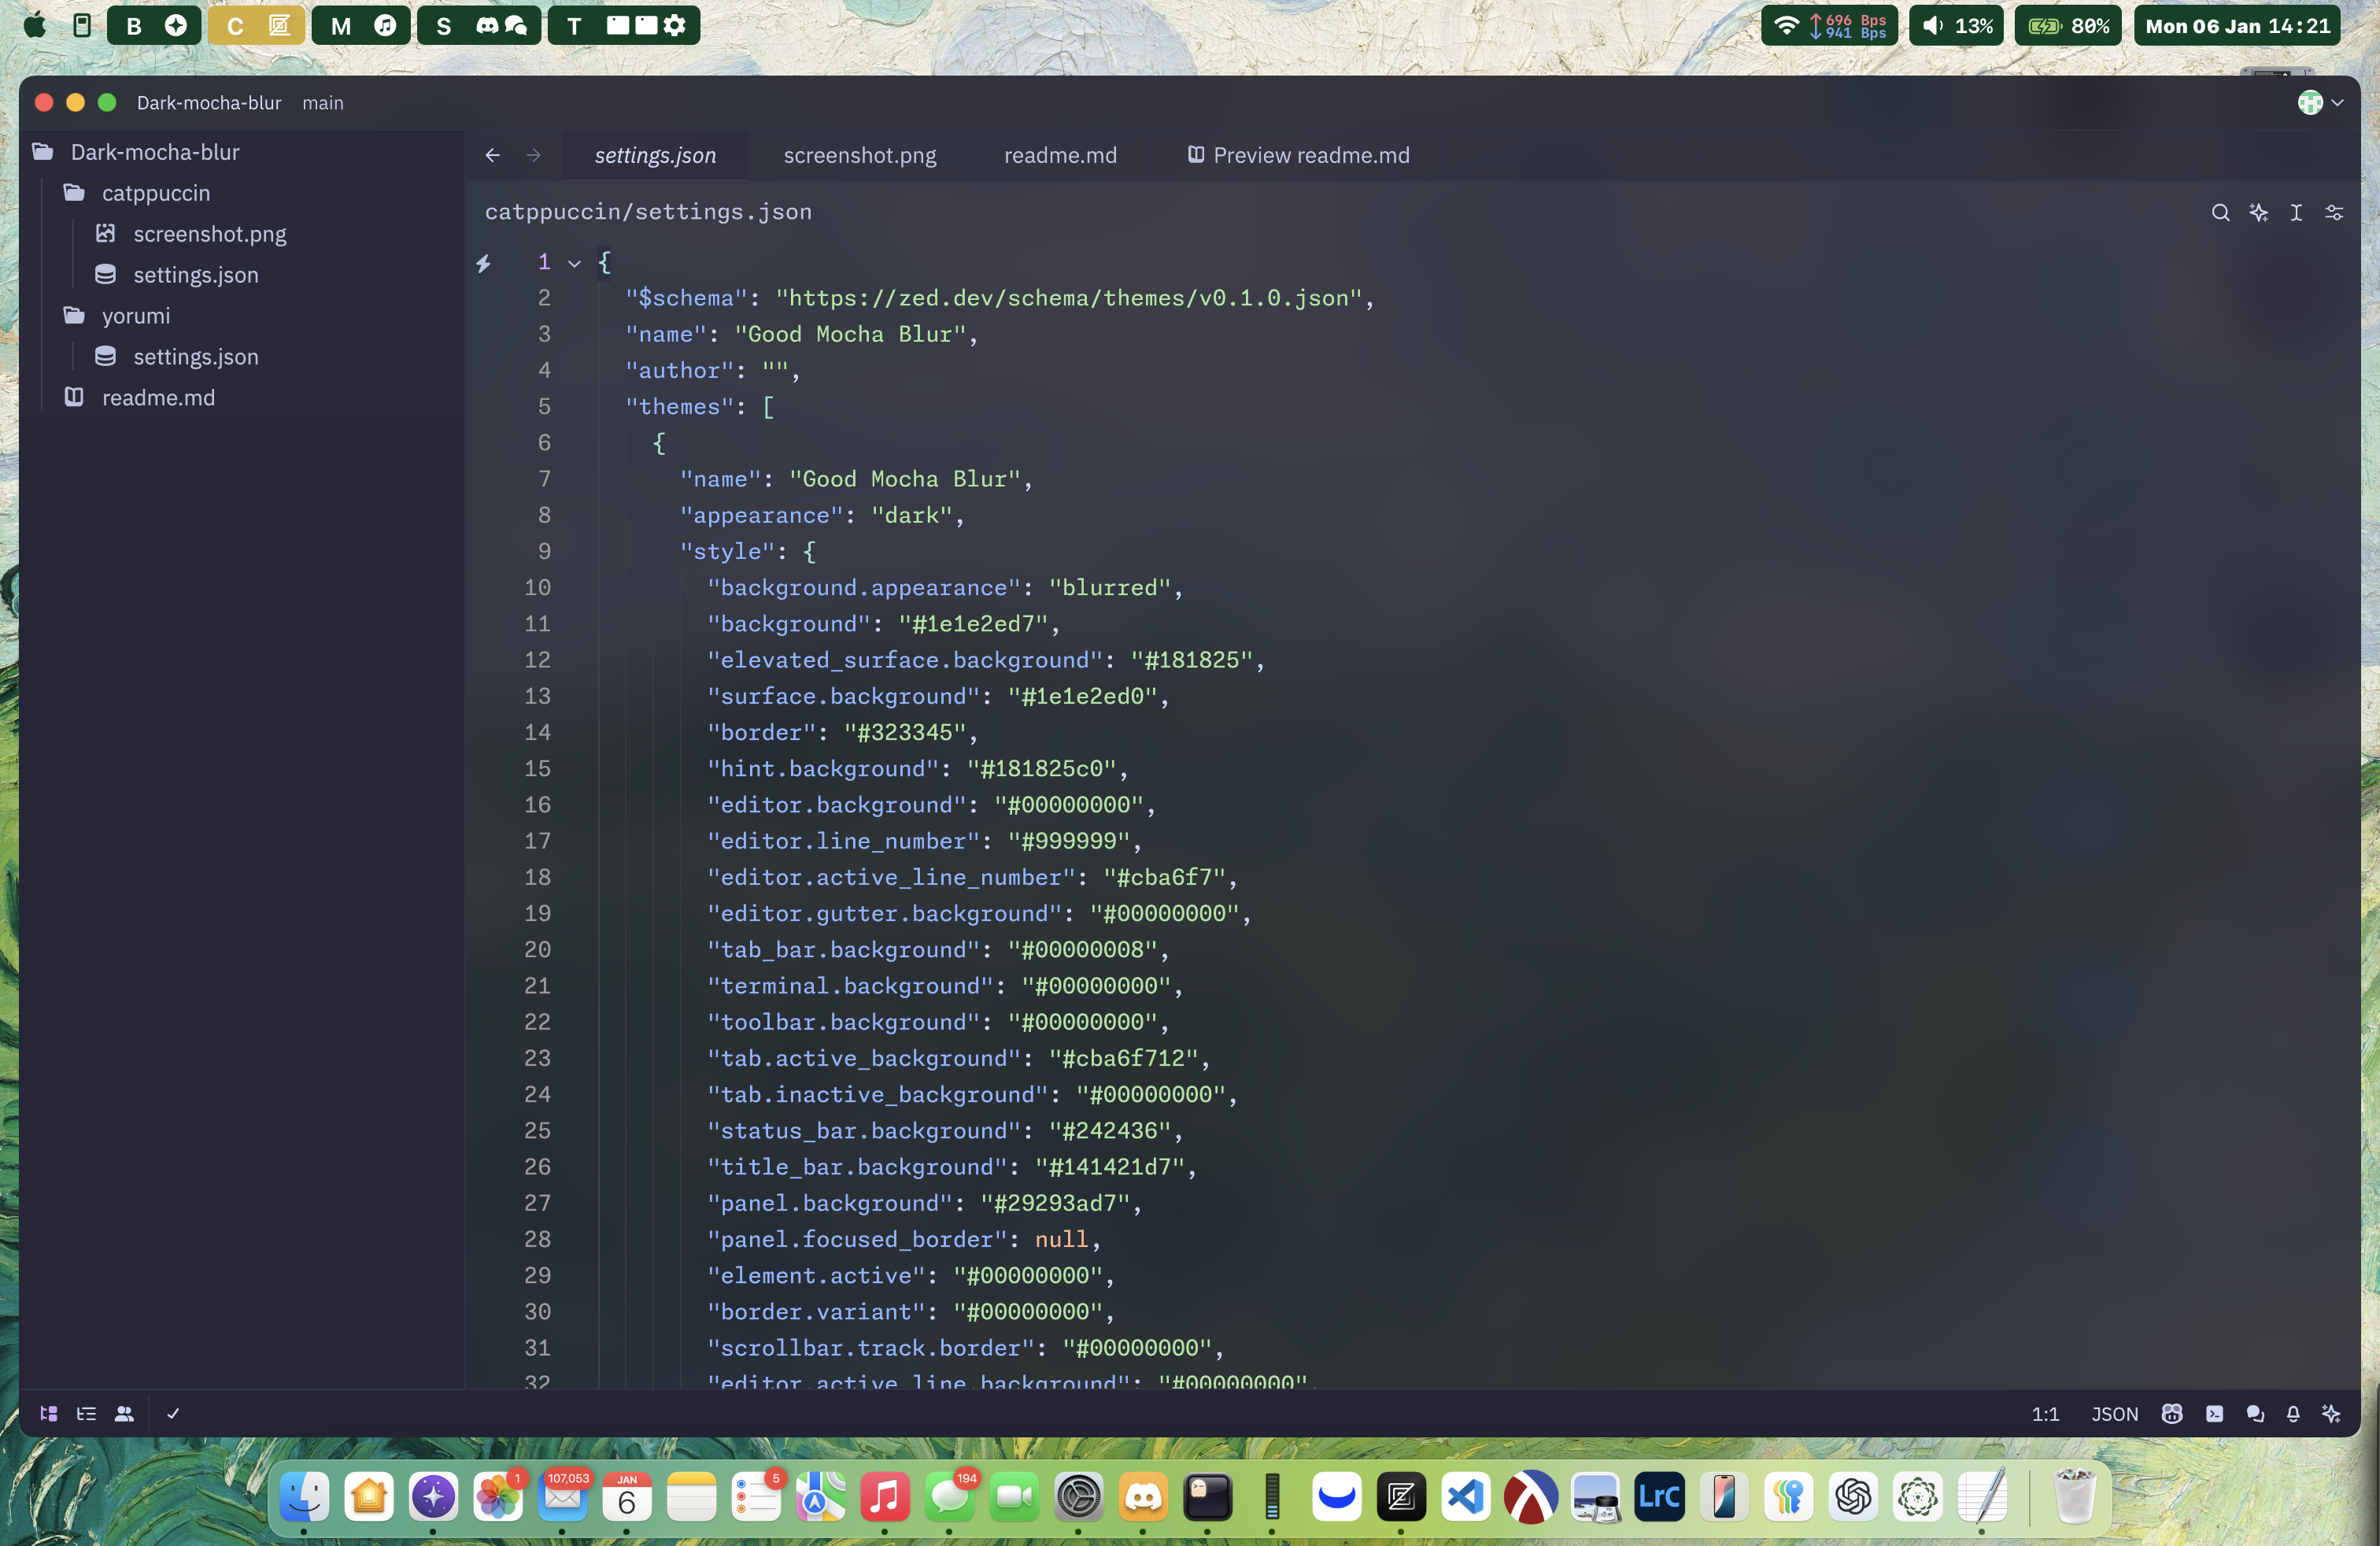 B C M S T
696 Bps
941 Bps
13% 80% Mon 06 Jan 14:21
Dark-mocha-blur main
Dark-mocha-blur
catppuccin
screenshot.png
settings.json
yorumi
settings.json
readme.md
settings.json screenshot.png readme.md Preview readme.md
catppuccin/settings.json
1 {
2 "$schema": "https://zed.dev/schema/themes/v0.1.0.json",
3 "name": "Good Mocha Blur",
4 "author": "",
5 "themes": [
6 {
7 "name": "Good Mocha Blur",
8 "appearance": "dark",
9 "style": {
10 "background.appearance": "blurred",
11 "background": "#1e1e2ed7",
12 "elevated_surface.background": "#181825",
13 "surface.background": "#1e1e2ed0",
14 "border": "#323345",
15 "hint.background": "#181825c0",
16 "editor.background": "#00000000",
17 "editor.line_number": "#999999",
18 "editor.active_line_number": "#cba6f7",
19 "editor.gutter.background": "#00000000",
20 "tab_bar.background": "#00000008",
21 "terminal.background": "#00000000",
22 "toolbar.background": "#00000000",
23 "tab.active_background": "#cba6f712",
24 "tab.inactive_background": "#00000000",
25 "status_bar.background": "#242436",
26 "title_bar.background": "#141421d7",
27 "panel.background": "#29293ad7",
28 "panel.focused_border": null,
29 "element.active": "#00000000",
30 "border.variant": "#00000000",
31 "scrollbar.track.border": "#00000000",
32 "editor.active_line.background": "#00000000",
1:1 JSON
1 107,053 JAN 6 5 194 LrC